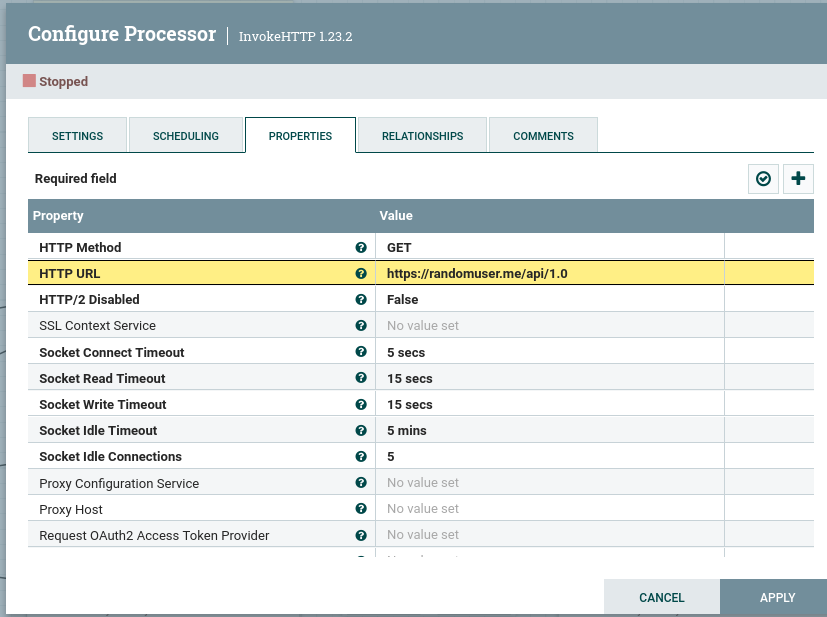 Configure Processor | InvokeHTTP 1.23.2
Stopped
SETTINGS SCHEDULING PROPERTIES RELATIONSHIPS COMMENTS
Required field
Property Value
HTTP Method GET
HTTP URL https://randomuser.me/api/1.0
HTTP/2 Disabled False
SSL Context Service No value set
Socket Connect Timeout 5 secs
Socket Read Timeout 15 secs
Socket Write Timeout 15 secs
Socket Idle Timeout 5 mins
Socket Idle Connections 5
Proxy Configuration Service No value set
Proxy Host No value set
Request OAuth2 Access Token Provider No value set
CANCEL APPLY